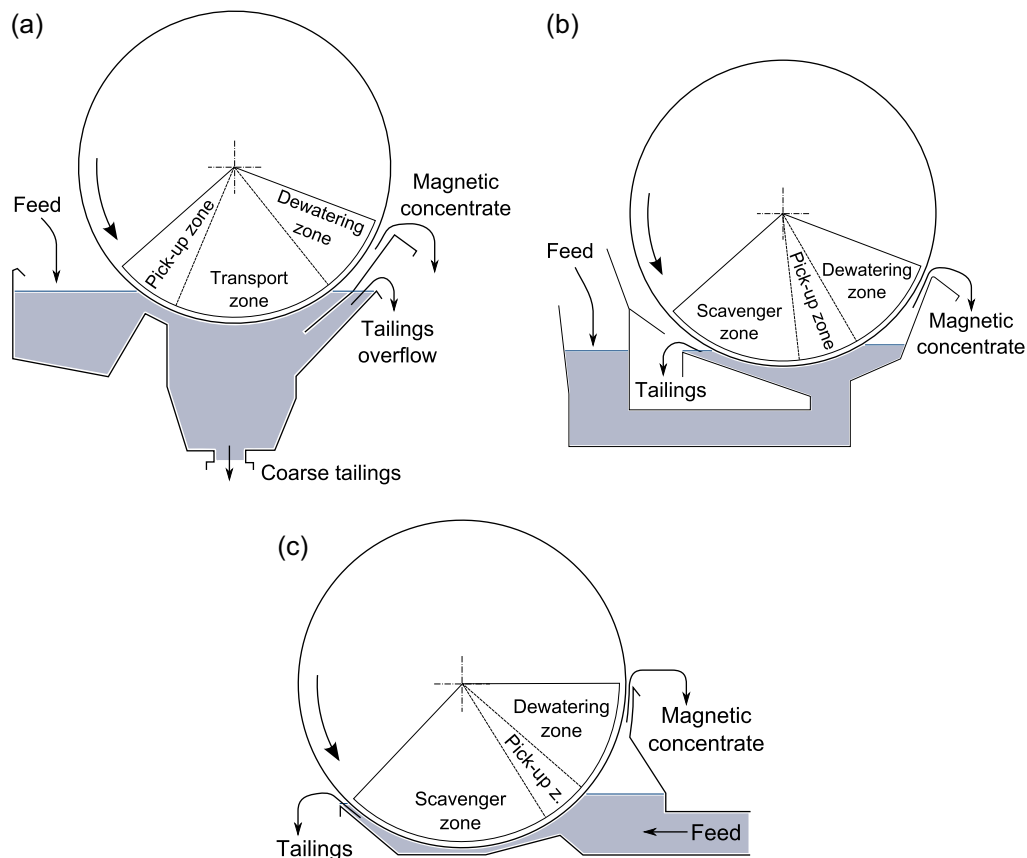 (a)
Feed
Pick-up zone
Transport
zone
Dewatering
zone
Magnetic
concentrate
Tailings
overflow
Coarse tailings
(b)
Feed
Tailings
Scavenger
zone
Pick-up zone
Dewatering
zone
Magnetic
concentrate
(c)
Tailings
Scavenger
zone
Pick-up z.
Dewatering
zone
Magnetic
concentrate
Feed